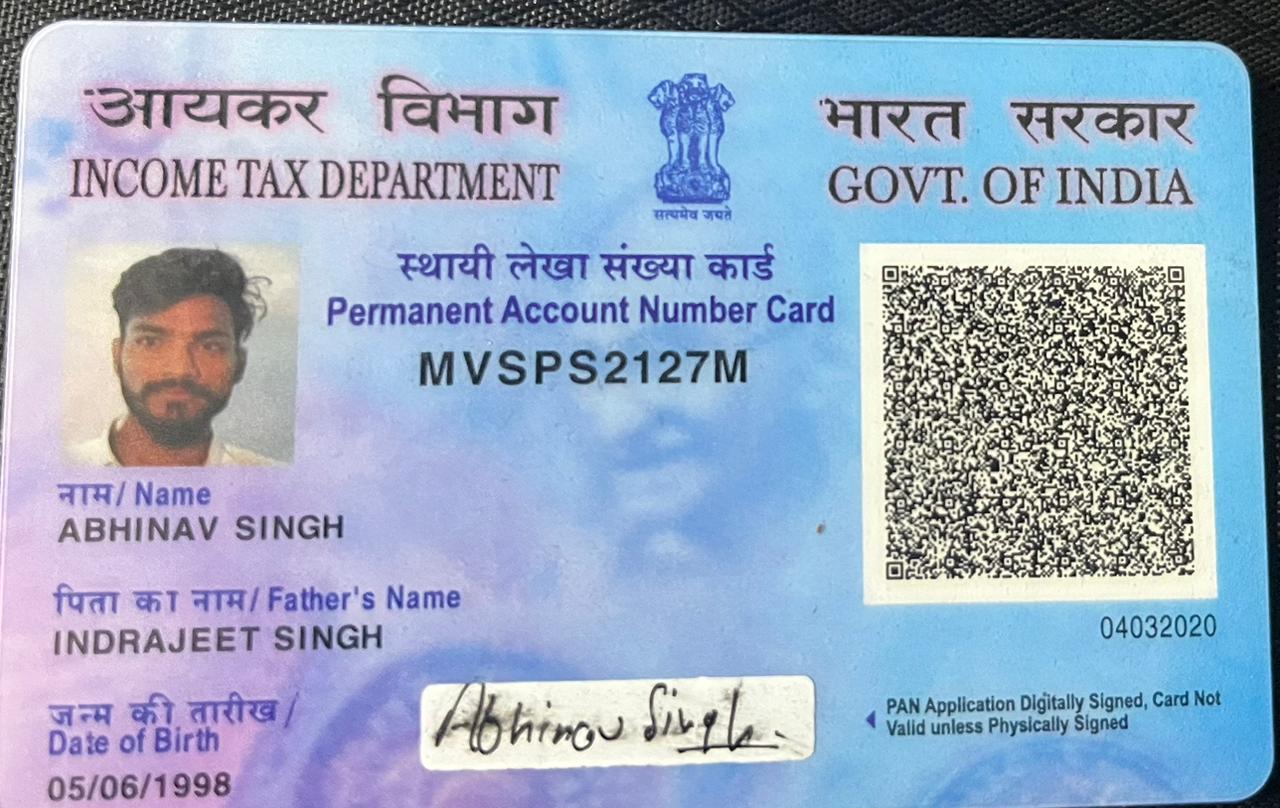 आयकर विभाग
INCOME TAX DEPARTMENT
सत्यमेव जयते
भारत सरकार
GOVT. OF INDIA
स्थायी लेखा संख्या कार्ड
Permanent Account Number Card
MVSPS2127M
नाम/ Name
ABHINAV SINGH
पिता का नाम/ Father's Name
INDRAJEET SINGH
04032020
जन्म की तारीख /
Date of Birth
05/06/1998
Abhinav Singh
PAN Application Digitally Signed, Card Not
Valid unless Physically Signed